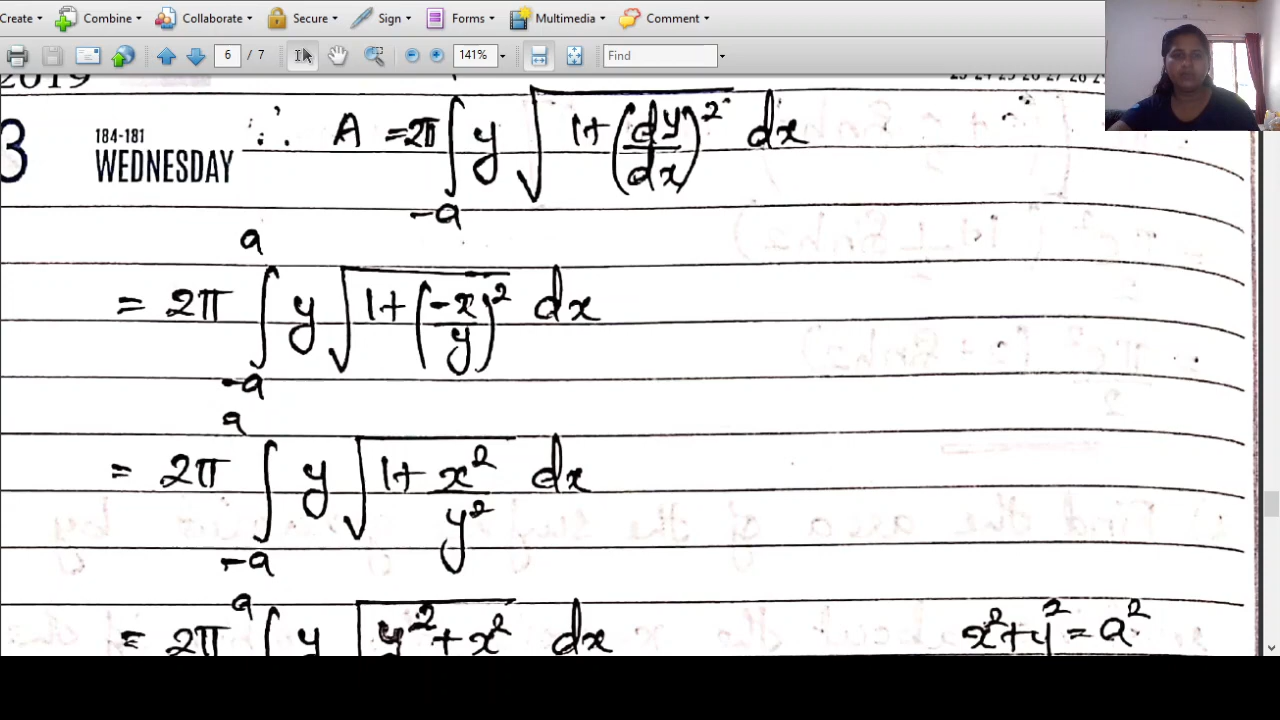 Create Combine Collaborate Secure Sign Forms Multimedia Comment
6 / 7 141% Find
2019
3 184-181 WEDNESDAY ∴ A = 2π ∫_{-a} y √(1+(dy/dx)²) dx
= 2π ∫_{-a}^{a} y √(1+(-x/y)²) dx
= 2π ∫_{-a}^{a} y √(1+x²/y²) dx
= 2π ∫^{a} y √(y²+x²) dx x²+y²=a²